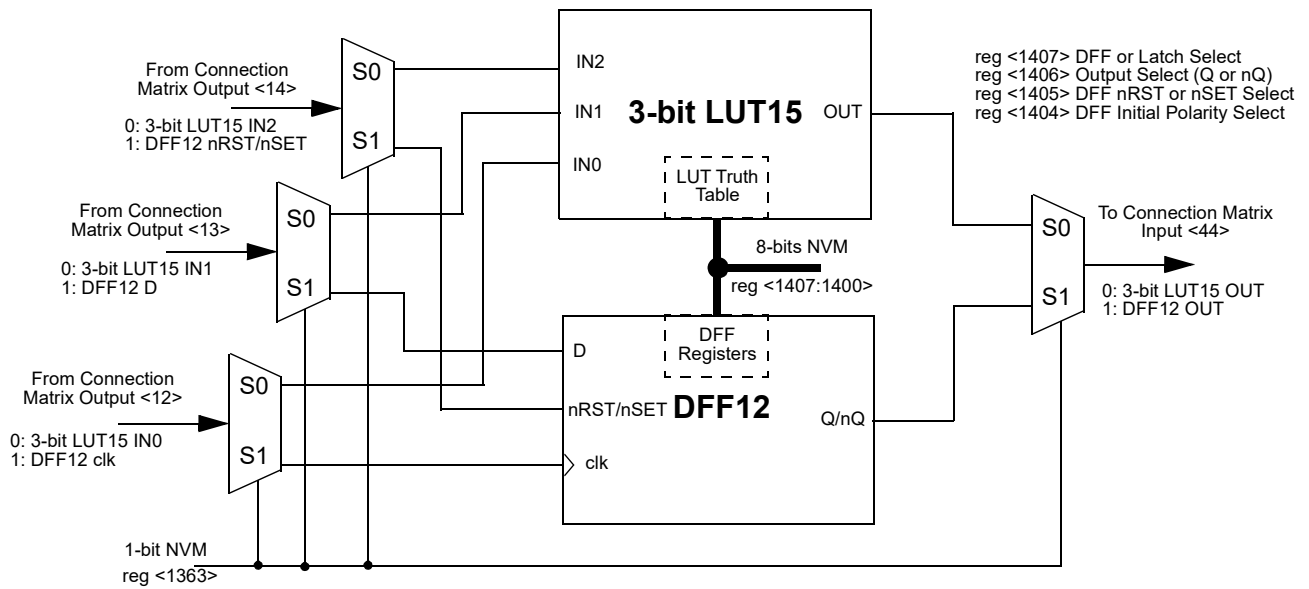 From Connection
Matrix Output <14>
0: 3-bit LUT15 IN2
1: DFF12 nRST/nSET
S0
S1
From Connection
Matrix Output <13>
0: 3-bit LUT15 IN1
1: DFF12 D
S0
S1
From Connection
Matrix Output <12>
0: 3-bit LUT15 IN0
1: DFF12 clk
S0
S1
1-bit NVM
reg <1363>
IN2
IN1
IN0
3-bit LUT15
OUT
LUT Truth
Table
8-bits NVM
reg <1407:1400>
DFF
Registers
D
nRST/nSET
DFF12
clk
Q/nQ
reg <1407> DFF or Latch Select
reg <1406> Output Select (Q or nQ)
reg <1405> DFF nRST or nSET Select
reg <1404> DFF Initial Polarity Select
S0
S1
To Connection Matrix
Input <44>
0: 3-bit LUT15 OUT
1: DFF12 OUT